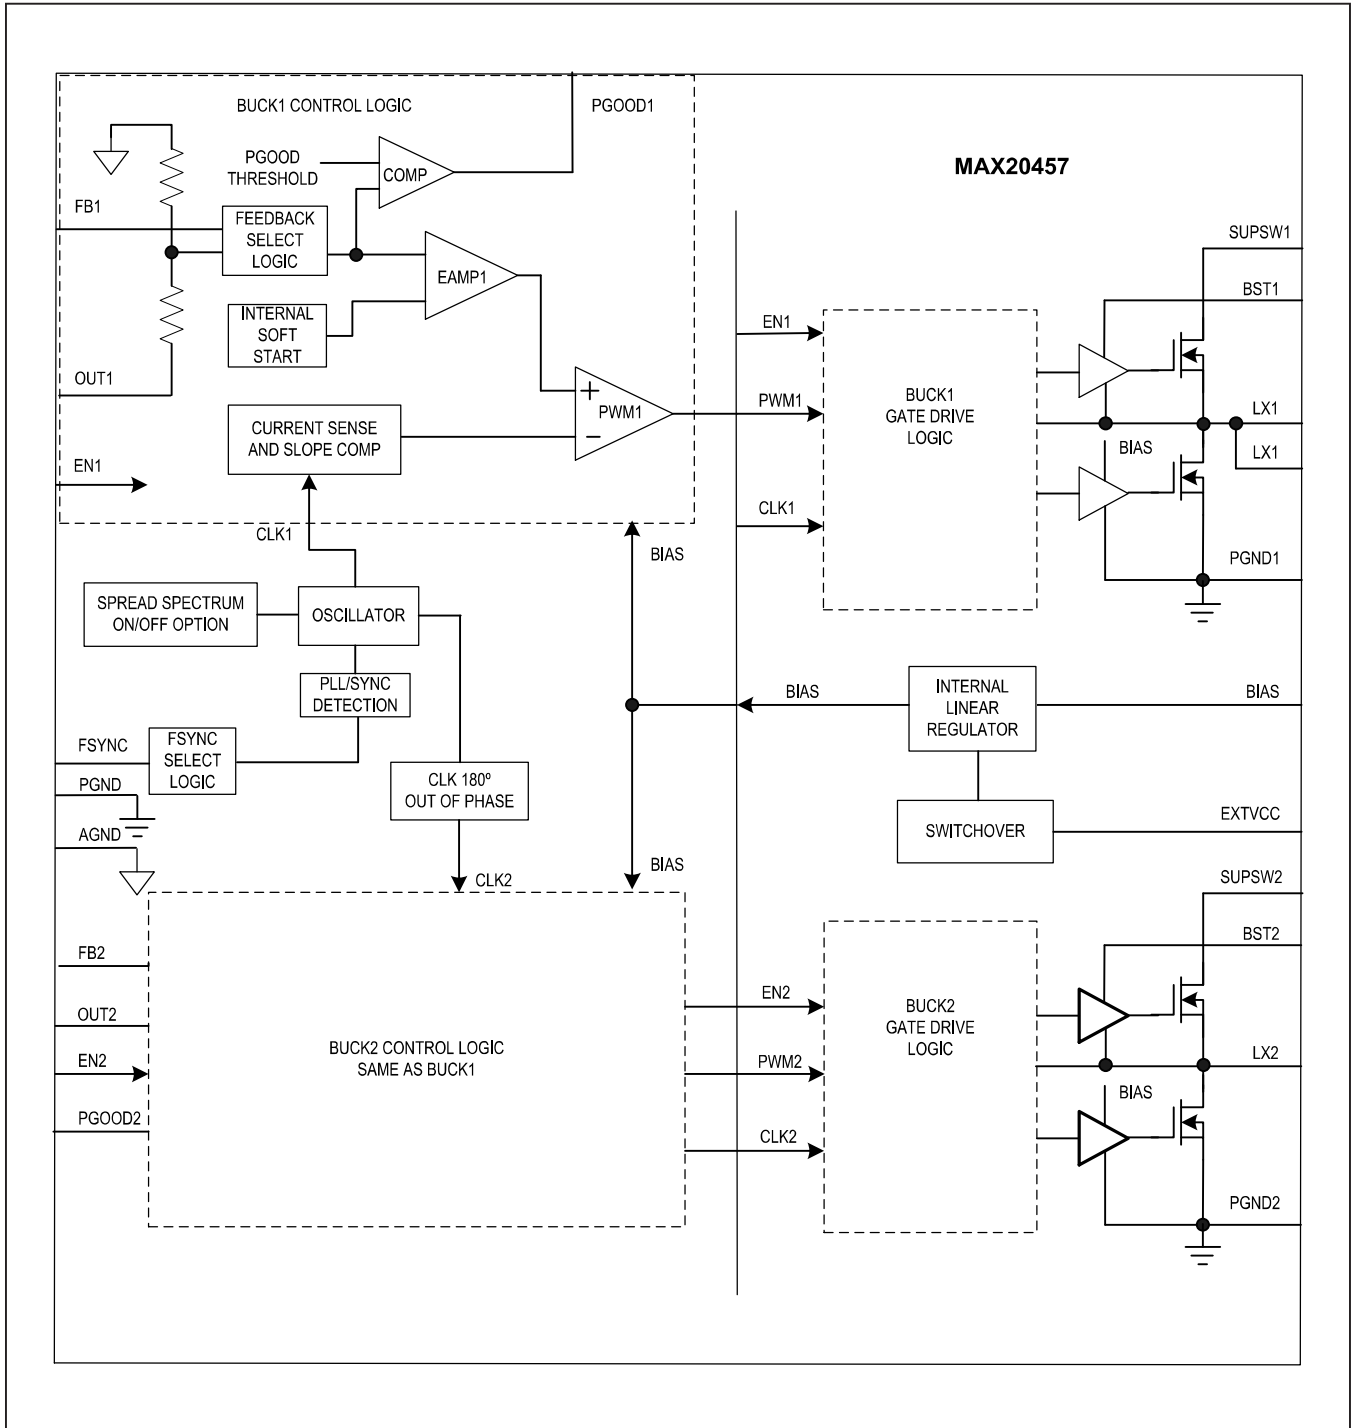 BUCK1 CONTROL LOGIC
PGOOD1
PGOOD
THRESHOLD
COMP
MAX20457
FB1
FEEDBACK
SELECT
LOGIC
EAMP1
INTERNAL
SOFT
START
OUT1
+
PWM1
-
CURRENT SENSE
AND SLOPE COMP
EN1
CLK1
BIAS
SUPSW1
BST1
EN1
PWM1
CLK1
BUCK1
GATE DRIVE
LOGIC
LX1
BIAS
LX1
PGND1
SPREAD SPECTRUM
ON/OFF OPTION
OSCILLATOR
PLL/SYNC
DETECTION
FSYNC
FSYNC
SELECT
LOGIC
PGND
AGND
CLK 180º
OUT OF PHASE
CLK2
BIAS
BIAS
INTERNAL
LINEAR
REGULATOR
BIAS
SWITCHOVER
EXTVCC
FB2
OUT2
EN2
PGOOD2
BUCK2 CONTROL LOGIC
SAME AS BUCK1
EN2
PWM2
CLK2
BUCK2
GATE DRIVE
LOGIC
SUPSW2
BST2
LX2
BIAS
PGND2